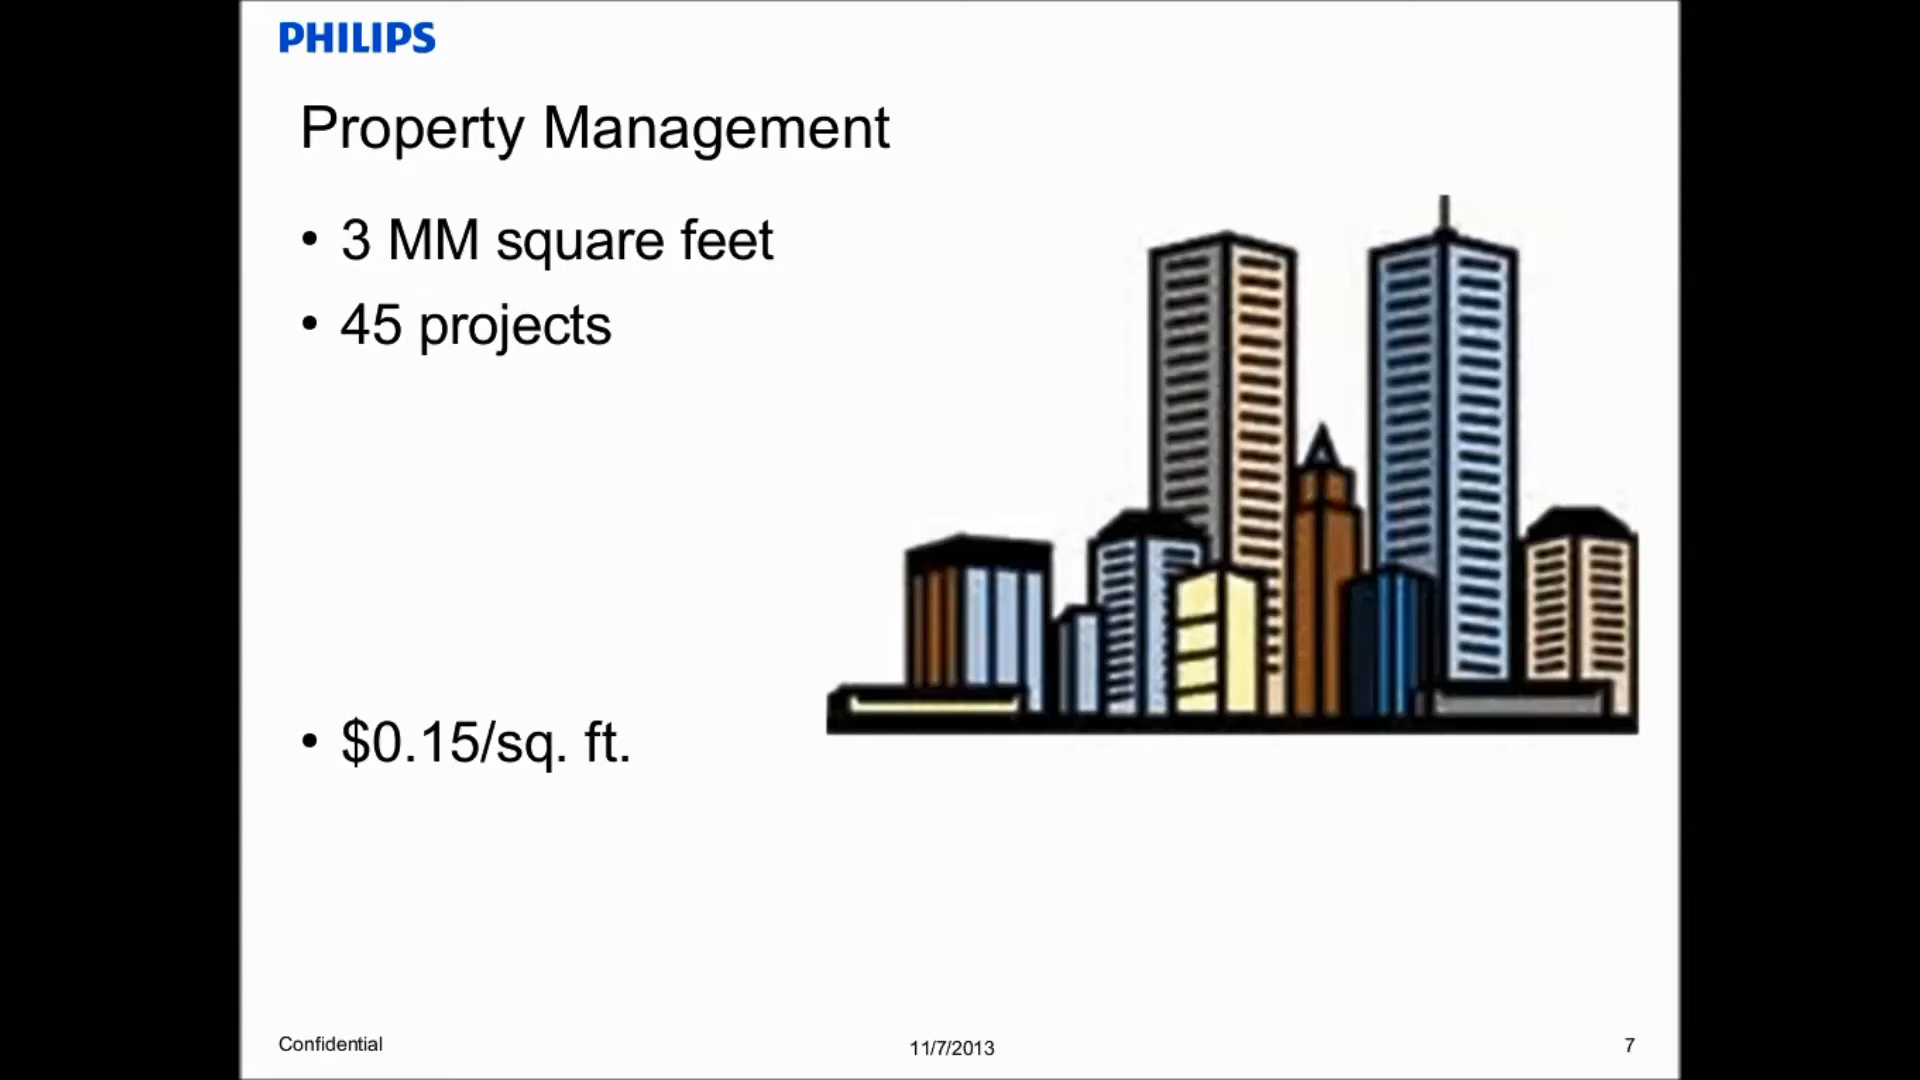 PHILIPS
Property Management
• 3 MM square feet
• 45 projects
• $0.15/sq. ft.
Confidential
11/7/2013
7